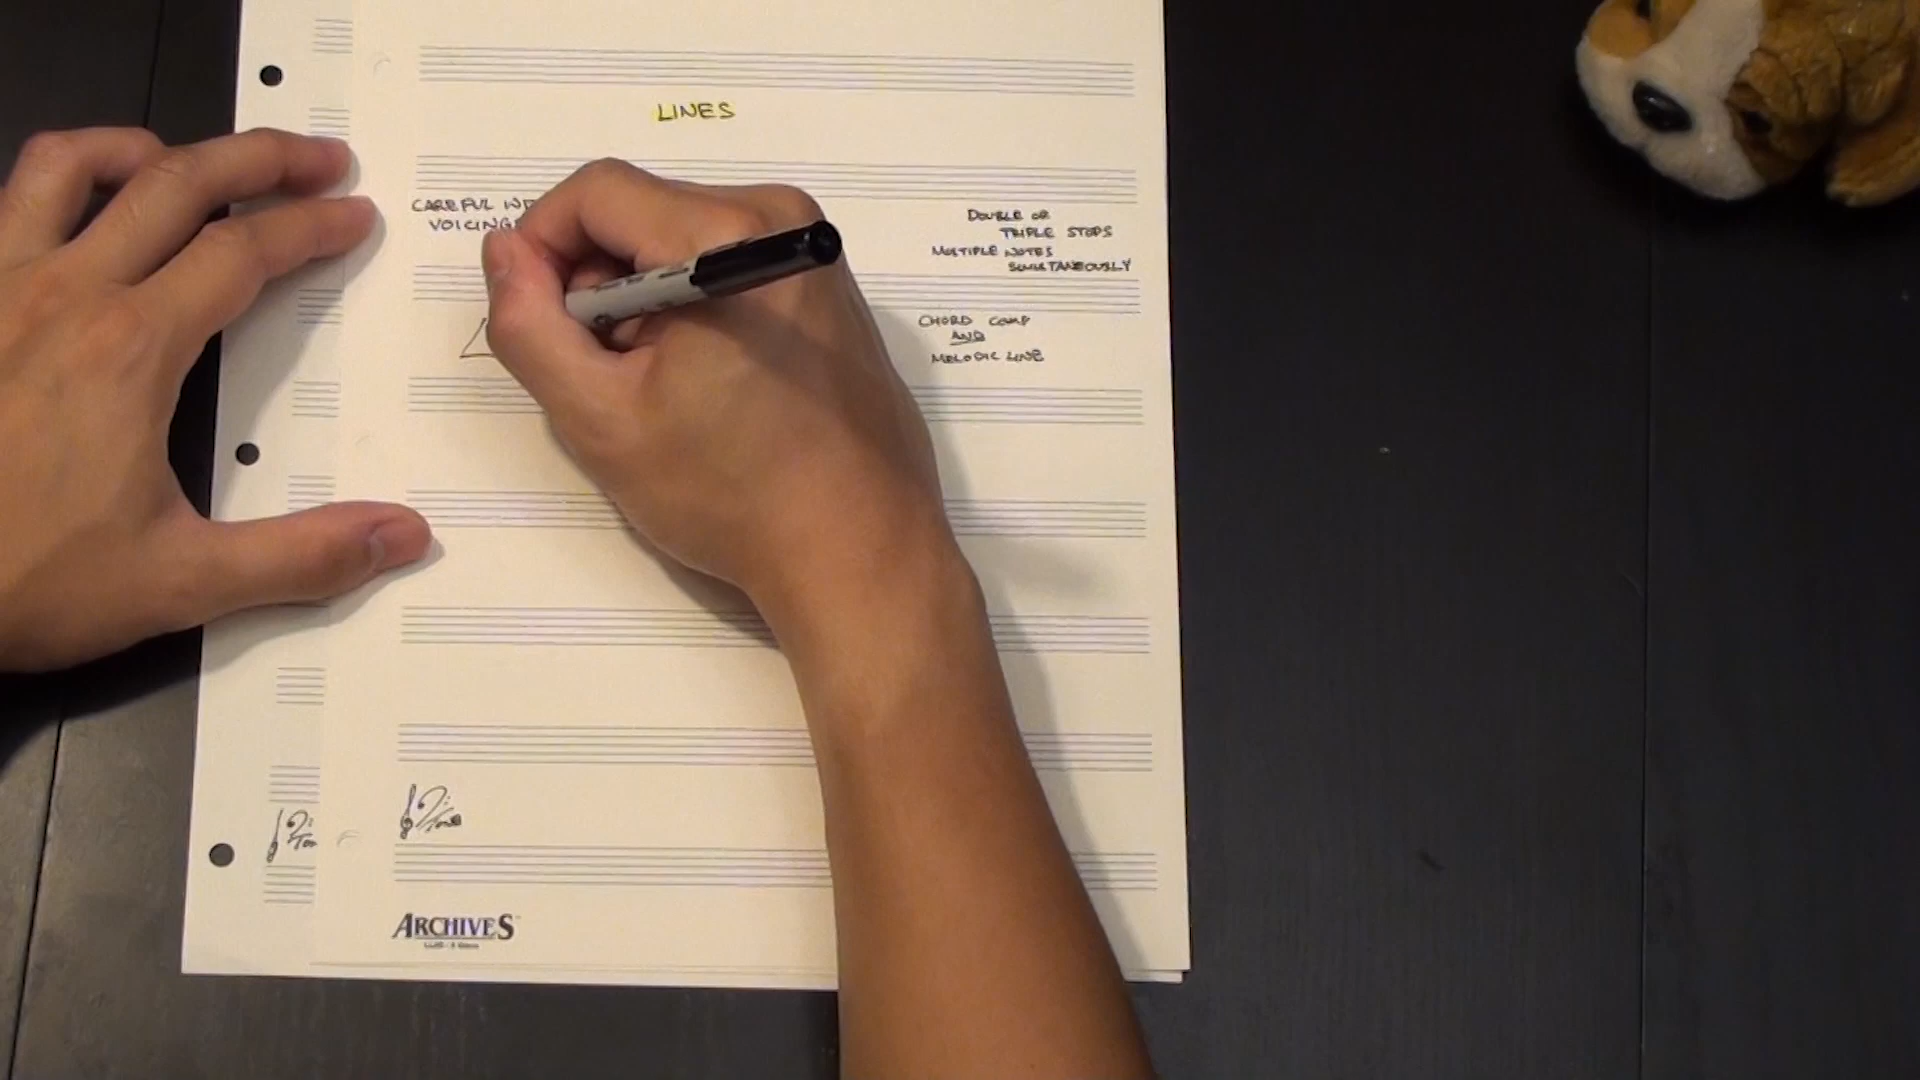 LINES
CAREFUL
VOICING
DOUBLE OR
TRIPLE STOPS
MULTIPLE NOTES
SIMULTANEOUSLY
CHORD COMP
AND
MELODIC LINE
ARCHIVES